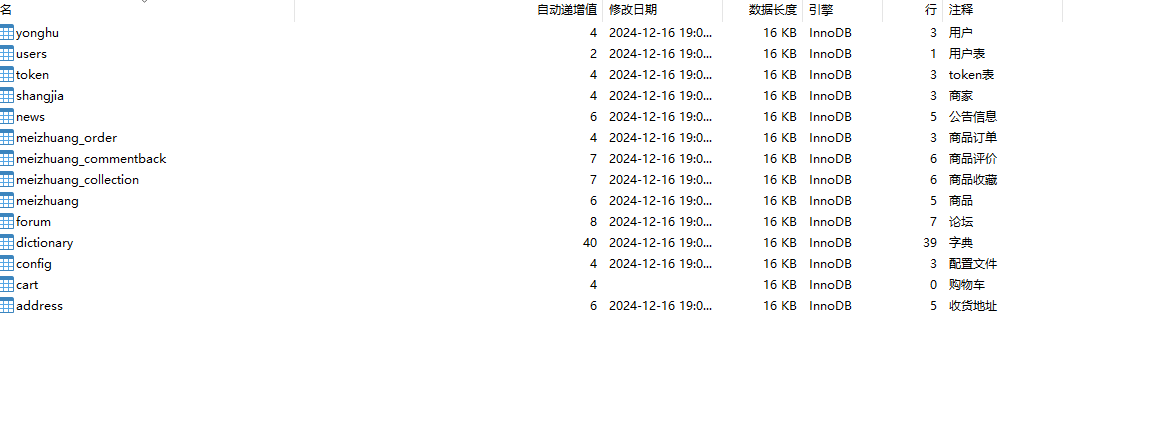 名 自动递增值 修改日期 数据长度 引擎 行 注释
yonghu 4 2024-12-16 19:0... 16 KB InnoDB 3 用户
users 2 2024-12-16 19:0... 16 KB InnoDB 1 用户表
token 4 2024-12-16 19:0... 16 KB InnoDB 3 token表
shangjia 4 2024-12-16 19:0... 16 KB InnoDB 3 商家
news 6 2024-12-16 19:0... 16 KB InnoDB 5 公告信息
meizhuang_order 4 2024-12-16 19:0... 16 KB InnoDB 3 商品订单
meizhuang_commentback 7 2024-12-16 19:0... 16 KB InnoDB 6 商品评价
meizhuang_collection 7 2024-12-16 19:0... 16 KB InnoDB 6 商品收藏
meizhuang 6 2024-12-16 19:0... 16 KB InnoDB 5 商品
forum 8 2024-12-16 19:0... 16 KB InnoDB 7 论坛
dictionary 40 2024-12-16 19:0... 16 KB InnoDB 39 字典
config 4 2024-12-16 19:0... 16 KB InnoDB 3 配置文件
cart 4 16 KB InnoDB 0 购物车
address 6 2024-12-16 19:0... 16 KB InnoDB 5 收货地址